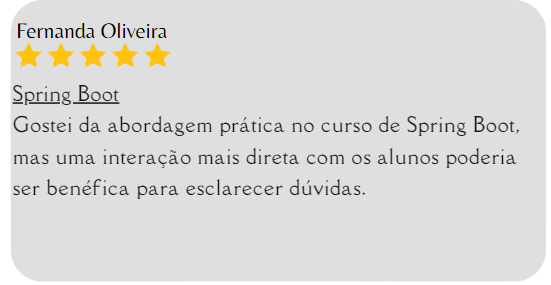 Fernanda Oliveira
Spring Boot
Gostei da abordagem prática no curso de Spring Boot,
mas uma interação mais direta com os alunos poderia
ser benéfica para esclarecer dúvidas.